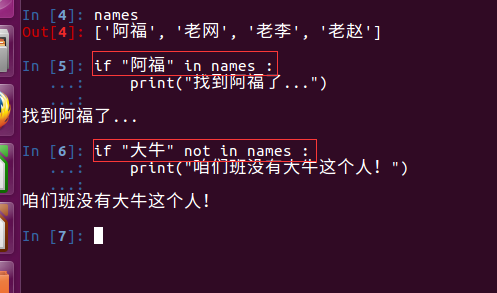 In [4]: names
Out[4]: ['阿福', '老网', '老李', '老赵']
In [5]: if "阿福" in names :
   ...:     print("找到阿福了...")
   ...:
找到阿福了...
In [6]: if "大牛" not in names :
   ...:     print("咱们班没有大牛这个人！")
   ...:
咱们班没有大牛这个人！
In [7]: